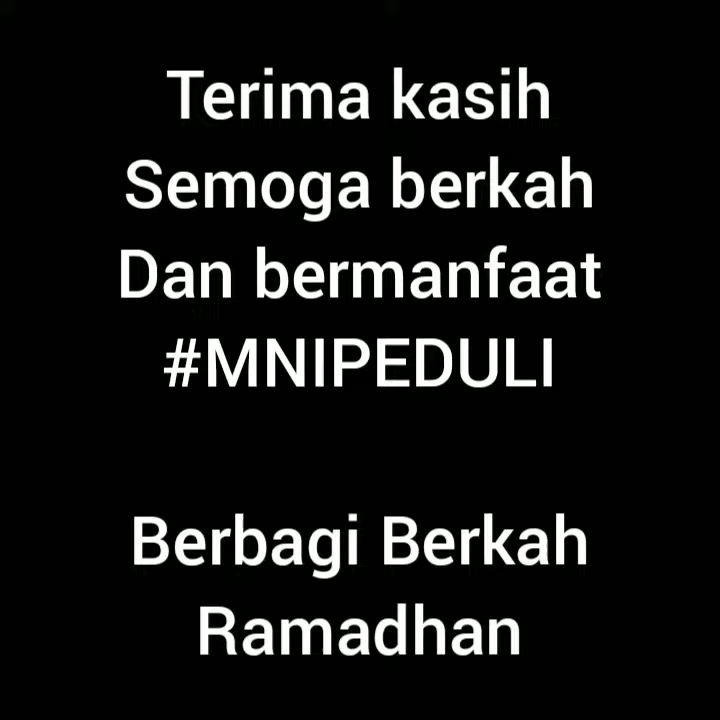 Terima kasih
Semoga berkah
Dan bermanfaat
#MNIPEDULI
Berbagi Berkah
Ramadhan